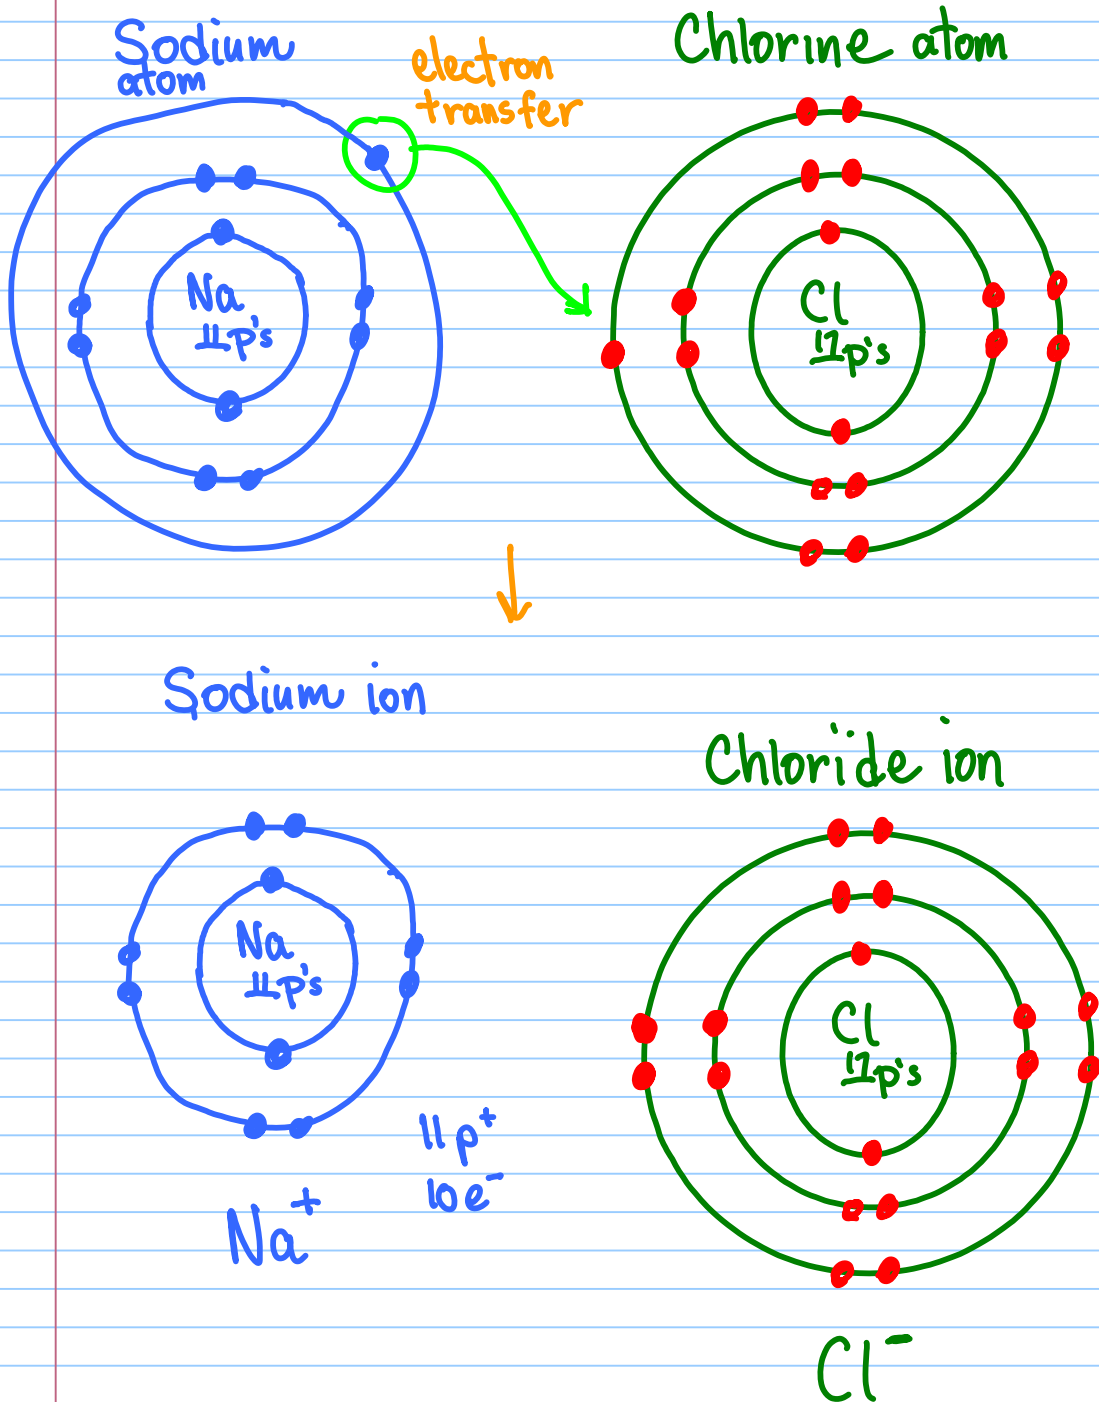 Sodium
atom
electron
transfer
Chlorine atom
Na
11p's
Cl
17p's
Sodium ion
Chloride ion
Na
11p's
Cl
17p's
11p⁺
10e⁻
Na⁺
Cl⁻